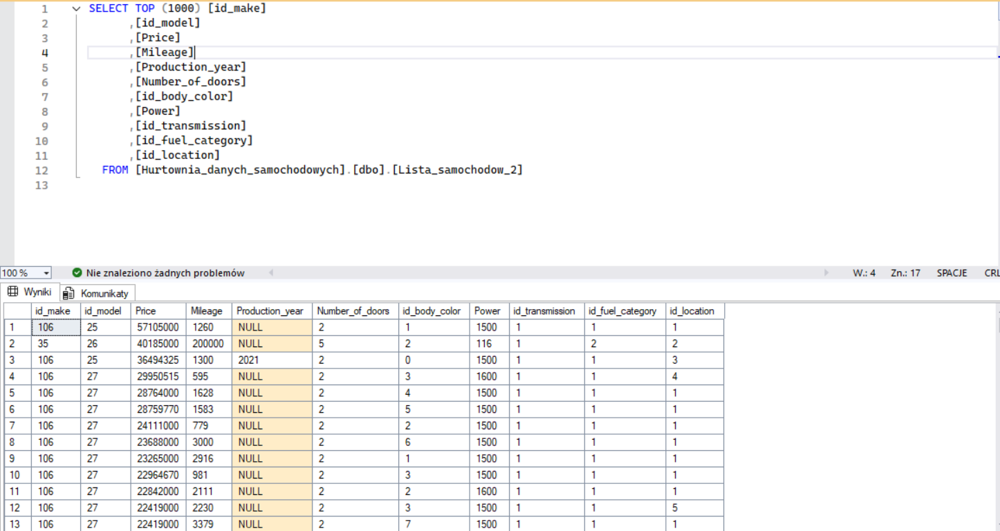 1 SELECT TOP (1000) [id_make]
2 ,[id_model]
3 ,[Price]
4 ,[Mileage]
5 ,[Production_year]
6 ,[Number_of_doors]
7 ,[id_body_color]
8 ,[Power]
9 ,[id_transmission]
10 ,[id_fuel_category]
11 ,[id_location]
12 FROM [Hurtownia_danych_samochodowych].[dbo].[Lista_samochodow_2]
13
100 % Nie znaleziono żadnych problemów W.: 4 Zn.: 17 SPACJE CRL
Wyniki Komunikaty
id_make id_model Price Mileage Production_year Number_of_doors id_body_color Power id_transmission id_fuel_category id_location
1 106 25 57105000 1260 NULL 2 1 1500 1 1 1
2 35 26 40185000 200000 NULL 5 2 116 1 2 2
3 106 25 36494325 1300 2021 2 0 1500 1 1 3
4 106 27 29950515 595 NULL 2 3 1600 1 1 4
5 106 27 28764000 1628 NULL 2 4 1500 1 1 1
6 106 27 28759770 1583 NULL 2 5 1500 1 1 1
7 106 27 24111000 779 NULL 2 2 1500 1 1 1
8 106 27 23688000 3000 NULL 2 6 1500 1 1 1
9 106 27 23265000 2916 NULL 2 1 1500 1 1 1
10 106 27 22964670 981 NULL 2 3 1500 1 1 1
11 106 27 22842000 2111 NULL 2 2 1600 1 1 1
12 106 27 22419000 2230 NULL 2 3 1500 1 1 5
13 106 27 22419000 3379 NULL 2 7 1500 1 1 1